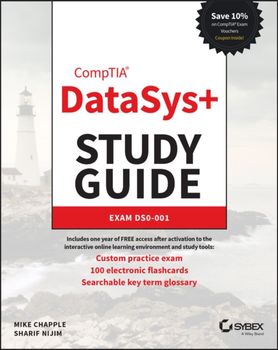 Save 10%
on CompTIA® Exam
Vouchers
Coupon Inside!
CompTIA®
DataSys+
STUDY
GUIDE
EXAM DS0-001
Includes one year of FREE access after activation to the
interactive online learning environment and study tools:
Custom practice exam
100 electronic flashcards
Searchable key term glossary
MIKE CHAPPLE
SHARIF NIJIM
SYBEX
A Wiley Brand